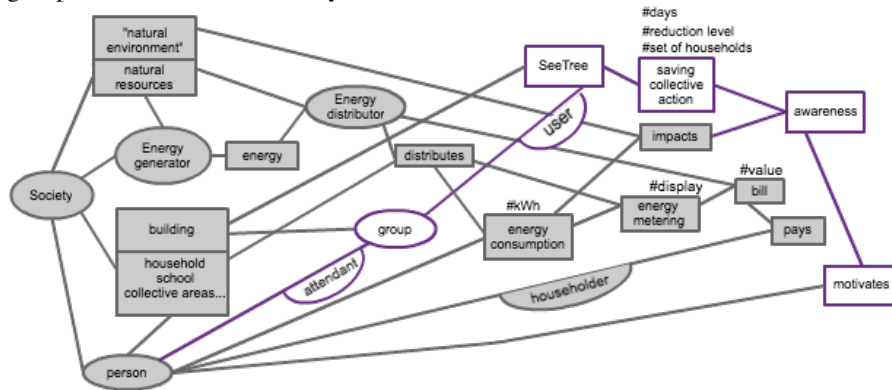 #days
#reduction level
#set of households
"natural
environment"
natural
resources
SeeTree
saving
collective
action
Energy
distributor
awareness
user
impacts
Energy
generator
energy
distributes
#value
bill
#display
energy
metering
Society
#kWh
energy
consumption
building
group
pays
household
school
collective areas...
attendant
householder
motivates
person